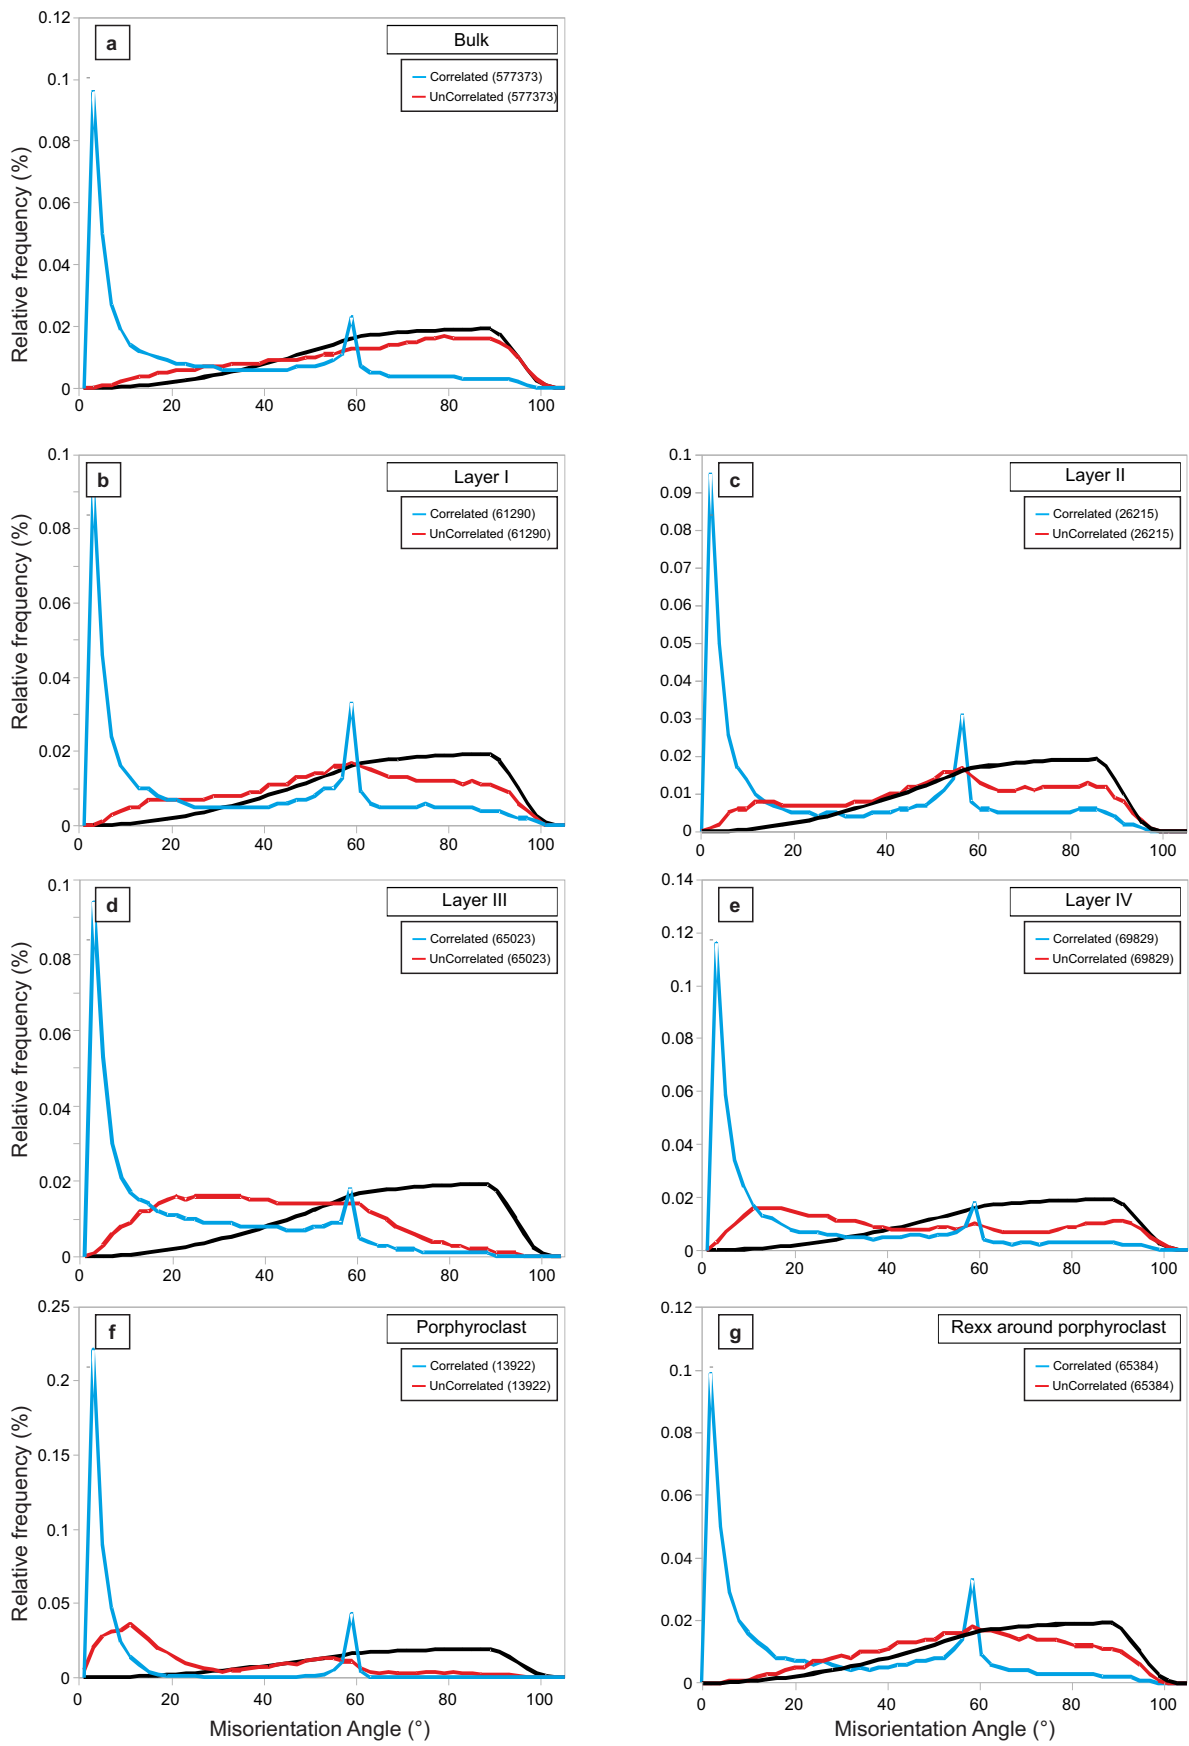 a
Bulk
Correlated (577373)
UnCorrelated (577373)
Relative frequency (%)
0.12
0.1
0.08
0.06
0.04
0.02
0
0 20 40 60 80 100
b
Layer I
Correlated (61290)
UnCorrelated (61290)
Relative frequency (%)
0.1
0.08
0.06
0.04
0.02
0
0 20 40 60 80 100
c
Layer II
Correlated (26215)
UnCorrelated (26215)
0.1
0.09
0.08
0.07
0.06
0.05
0.04
0.03
0.02
0.01
0
0 20 40 60 80 100
d
Layer III
Correlated (65023)
UnCorrelated (65023)
Relative frequency (%)
0.1
0.08
0.06
0.04
0.02
0
0 20 40 60 80 100
e
Layer IV
Correlated (69829)
UnCorrelated (69829)
0.14
0.12
0.1
0.08
0.06
0.04
0.02
0
0 20 40 60 80 100
f
Porphyroclast
Correlated (13922)
UnCorrelated (13922)
Relative frequency (%)
0.25
0.2
0.15
0.1
0.05
0
0 20 40 60 80 100
Misorientation Angle (°)
g
Rexx around porphyroclast
Correlated (65384)
UnCorrelated (65384)
0.12
0.1
0.08
0.06
0.04
0.02
0
0 20 40 60 80 100
Misorientation Angle (°)